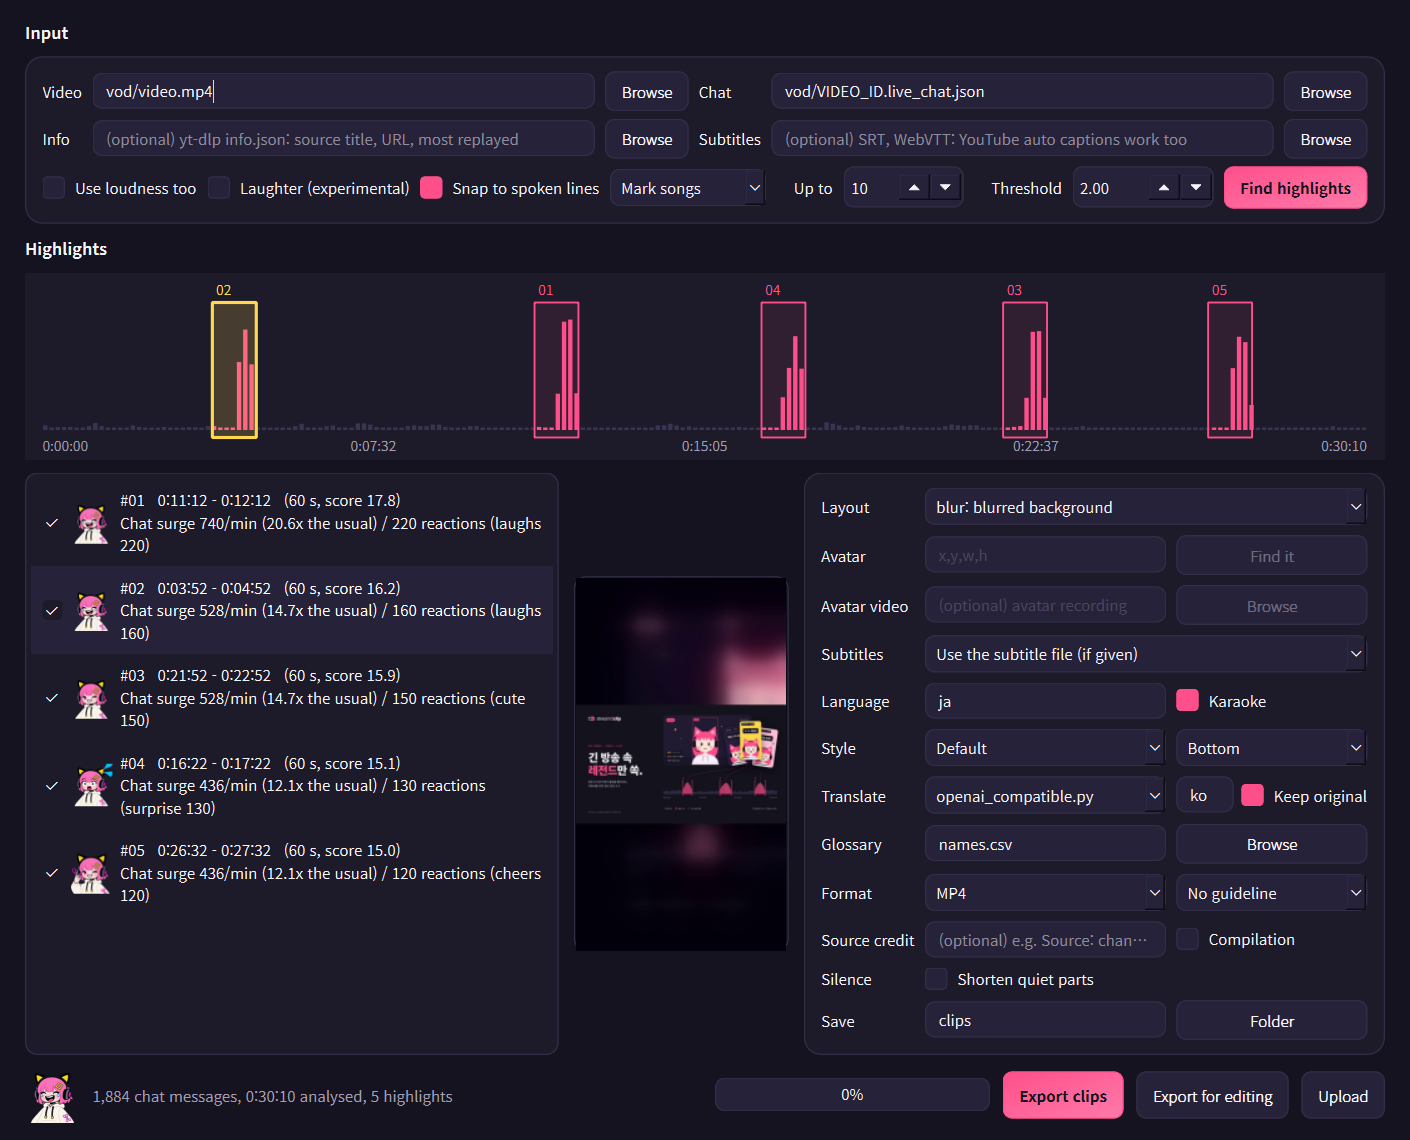 Input
Video vod/video.mp4 Browse Chat vod/VIDEO_ID.live_chat.json Browse
Info (optional) yt-dlp info.json: source title, URL, most replayed Browse Subtitles (optional) SRT, WebVTT: YouTube auto captions work too Browse
Use loudness too Laughter (experimental) Snap to spoken lines Mark songs Up to 10 Threshold 2.00 Find highlights
Highlights
02 01 04 03 05
0:00:00 0:07:32 0:15:05 0:22:37 0:30:10
#01 0:11:12 - 0:12:12 (60 s, score 17.8)
Chat surge 740/min (20.6x the usual) / 220 reactions (laughs
220)
#02 0:03:52 - 0:04:52 (60 s, score 16.2)
Chat surge 528/min (14.7x the usual) / 160 reactions (laughs
160)
#03 0:21:52 - 0:22:52 (60 s, score 15.9)
Chat surge 528/min (14.7x the usual) / 150 reactions (cute
150)
#04 0:16:22 - 0:17:22 (60 s, score 15.1)
Chat surge 436/min (12.1x the usual) / 130 reactions
(surprise 130)
#05 0:26:32 - 0:27:32 (60 s, score 15.0)
Chat surge 436/min (12.1x the usual) / 120 reactions (cheers
120)
긴 방송 속
레전드만 쏙.
Layout blur: blurred background
Avatar x,y,w,h Find it
Avatar video (optional) avatar recording Browse
Subtitles Use the subtitle file (if given)
Language ja Karaoke
Style Default Bottom
Translate openai_compatible.py ko Keep original
Glossary names.csv Browse
Format MP4 No guideline
Source credit (optional) e.g. Source: chan… Compilation
Silence Shorten quiet parts
Save clips Folder
1,884 chat messages, 0:30:10 analysed, 5 highlights 0% Export clips Export for editing Upload